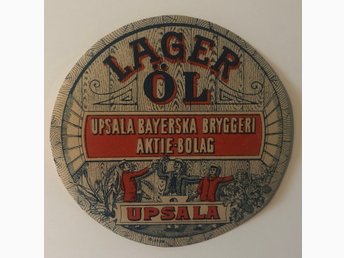 LAGER
ÖL
UPSALA BAYERSKA BRYGGERI
AKTIE-BOLAG
UPSALA